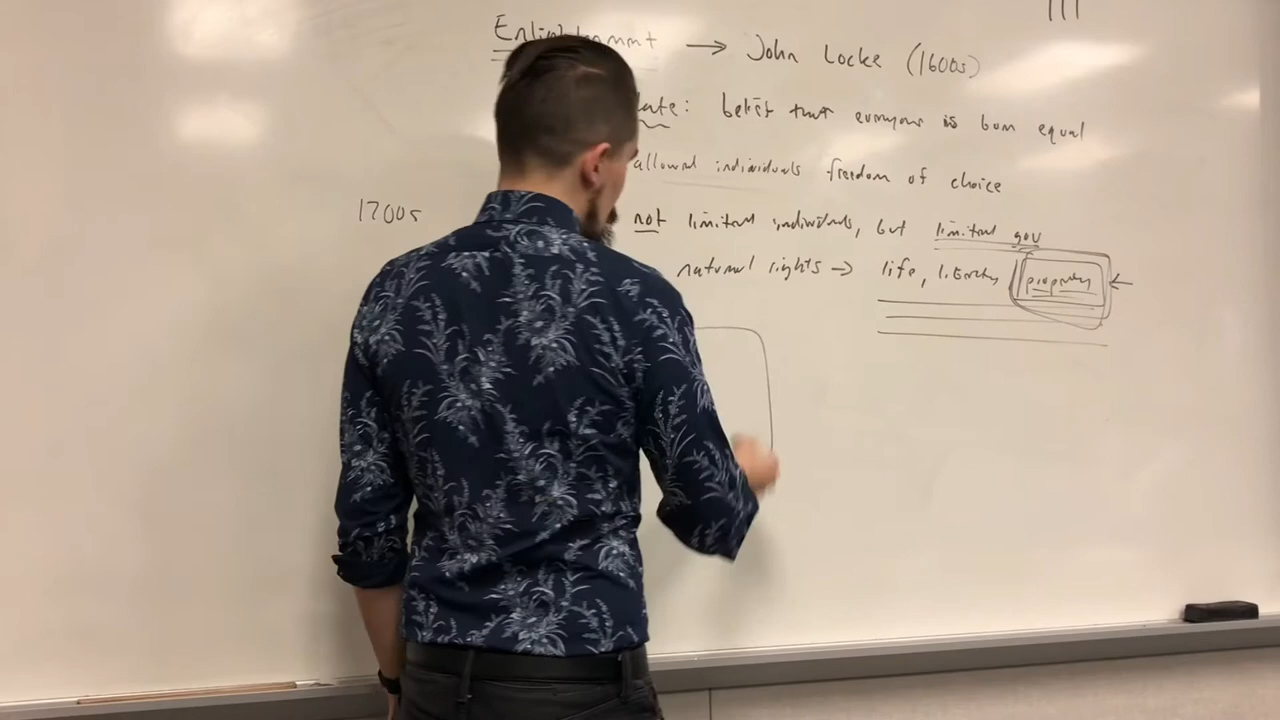 Enlightenment → John Locke (1600s)
belief that everyone is born equal
allowed individuals freedom of choice
1700s
not limited individuals, but limited gov
natural rights → life, liberty, property ←